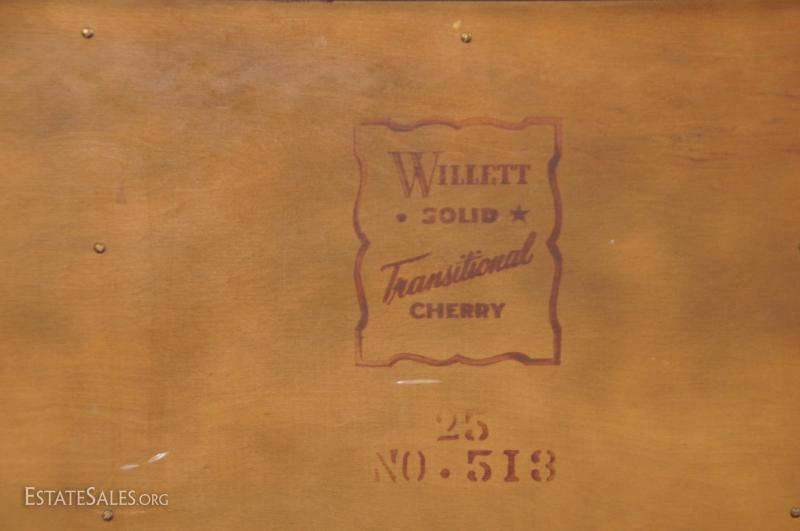 WILLETT
• SOLID ★
Transitional
CHERRY
25
NO. 513
ESTATESALES.ORG